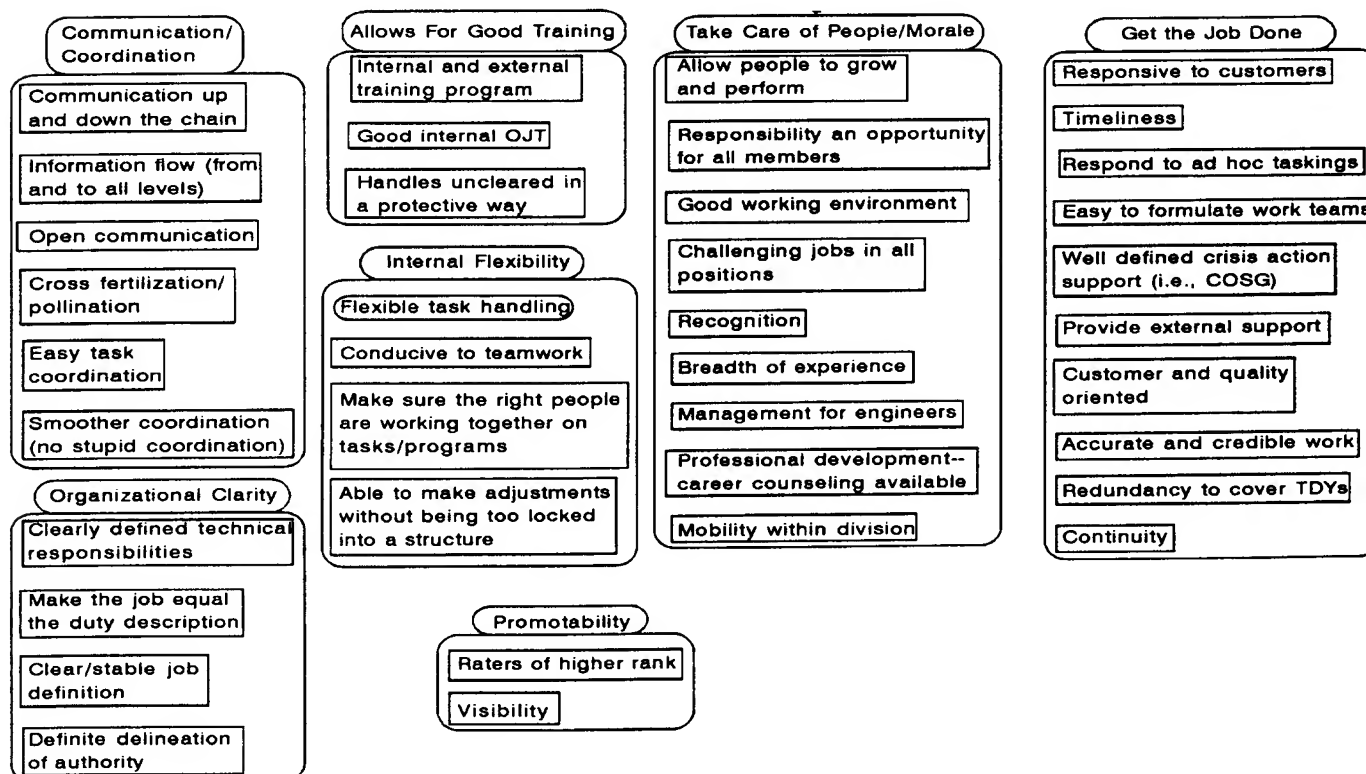 Communication/
Coordination
Communication up
and down the chain
Information flow (from
and to all levels)
Open communication
Cross fertilization/
pollination
Easy task
coordination
Smoother coordination
(no stupid coordination)
Organizational Clarity
Clearly defined technical
responsibilities
Make the job equal
the duty description
Clear/stable job
definition
Definite delineation
of authority
Allows For Good Training
Internal and external
training program
Good internal OJT
Handles uncleared in
a protective way
Internal Flexibility
Flexible task handling
Conducive to teamwork
Make sure the right people
are working together on
tasks/programs
Able to make adjustments
without being too locked
into a structure
Promotability
Raters of higher rank
Visibility
Take Care of People/Morale
Allow people to grow
and perform
Responsibility an opportunity
for all members
Good working environment
Challenging jobs in all
positions
Recognition
Breadth of experience
Management for engineers
Professional development--
career counseling available
Mobility within division
Get the Job Done
Responsive to customers
Timeliness
Respond to ad hoc taskings
Easy to formulate work teams
Well defined crisis action
support (i.e., COSG)
Provide external support
Customer and quality
oriented
Accurate and credible work
Redundancy to cover TDYs
Continuity